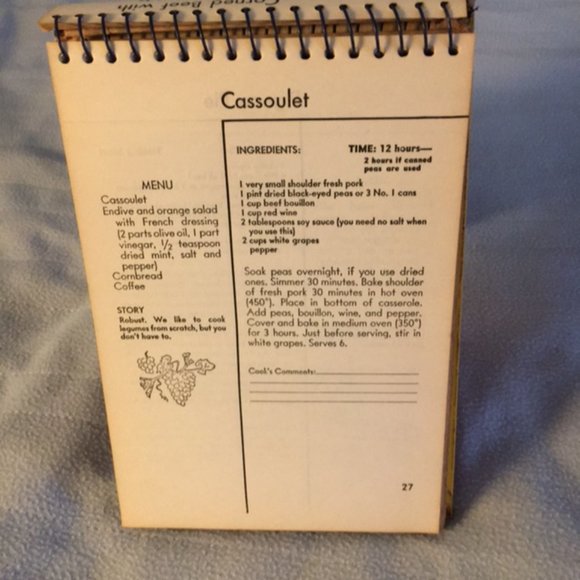 Corned Beef with
Cassoulet
MENU
Cassoulet
Endive and orange salad
with French dressing
(2 parts olive oil, 1 part
vinegar, 1/2 teaspoon
dried mint, salt and
pepper)
Cornbread
Coffee
STORY
Robust. We like to cook
legumes from scratch, but you
don't have to.
INGREDIENTS:
TIME: 12 hours—
2 hours if canned
peas are used
1 very small shoulder fresh pork
1 pint dried black-eyed peas or 3 No. 1 cans
1 cup beef bouillon
1 cup red wine
2 tablespoons soy sauce (you need no salt when
you use this)
2 cups white grapes
pepper
Soak peas overnight, if you use dried
ones. Simmer 30 minutes. Bake shoulder
of fresh pork 30 minutes in hot oven
(450°). Place in bottom of casserole.
Add peas, bouillon, wine, and pepper.
Cover and bake in medium oven (350°)
for 3 hours. Just before serving, stir in
white grapes. Serves 6.
Cook's Comments:
27